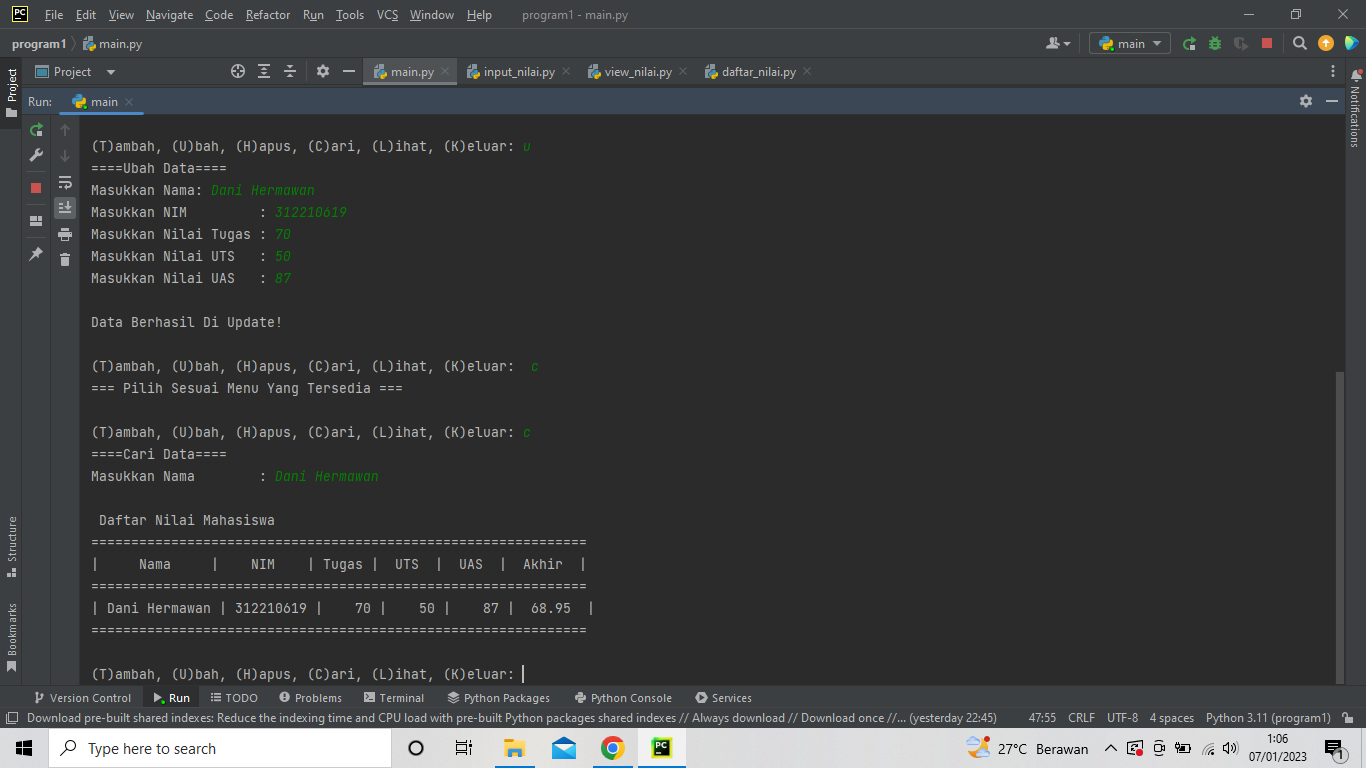 PC File Edit View Navigate Code Refactor Run Tools VCS Window Help program1 - main.py
program1 main.py main
Project Project main.py input_nilai.py view_nilai.py daftar_nilai.py
Notifications
Run: main
(T)ambah, (U)bah, (H)apus, (C)ari, (L)ihat, (K)eluar: u
====Ubah Data====
Masukkan Nama: Dani Hermawan
Masukkan NIM         : 312210619
Masukkan Nilai Tugas : 70
Masukkan Nilai UTS   : 50
Masukkan Nilai UAS   : 87
Data Berhasil Di Update!
(T)ambah, (U)bah, (H)apus, (C)ari, (L)ihat, (K)eluar:  c
=== Pilih Sesuai Menu Yang Tersedia ===
(T)ambah, (U)bah, (H)apus, (C)ari, (L)ihat, (K)eluar: c
====Cari Data====
Masukkan Nama        : Dani Hermawan
Daftar Nilai Mahasiswa
==============================================================
|     Nama     |    NIM    | Tugas |  UTS  |  UAS  |  Akhir  |
==============================================================
| Dani Hermawan | 312210619 |    70 |    50 |    87 |  68.95  |
==============================================================
(T)ambah, (U)bah, (H)apus, (C)ari, (L)ihat, (K)eluar:
Structure
Bookmarks
Version Control Run TODO Problems Terminal Python Packages Python Console Services
Download pre-built shared indexes: Reduce the indexing time and CPU load with pre-built Python packages shared indexes // Always download // Download once //... (yesterday 22:45) 47:55 CRLF UTF-8 4 spaces Python 3.11 (program1)
Type here to search PC 27°C Berawan 1:06
07/01/2023 1